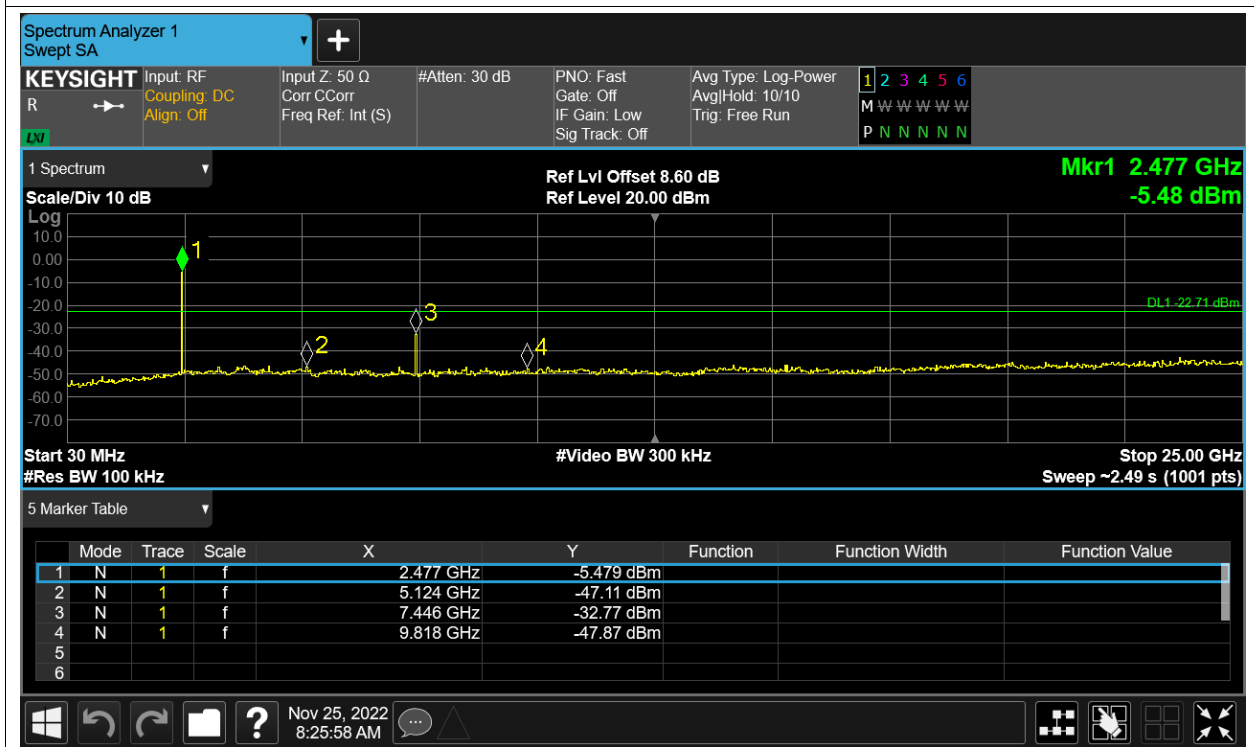 Spectrum Analyzer 1
Swept SA
KEYSIGHT Input: RF Input Z: 50 Ω #Atten: 30 dB PNO: Fast Avg Type: Log-Power 1 2 3 4 5 6
R Coupling: DC Corr CCorr Gate: Off Avg|Hold: 10/10 M W W W W W
Align: Off Freq Ref: Int (S) IF Gain: Low Trig: Free Run
LXI Sig Track: Off P N N N N N
1 Spectrum Ref Lvl Offset 8.60 dB Mkr1 2.477 GHz
Scale/Div 10 dB Ref Level 20.00 dBm -5.48 dBm
Log
10.0
1
0.00
-10.0
-20.0 DL1 -22.71 dBm
3
-30.0
2 4
-40.0
-50.0
-60.0
-70.0
Start 30 MHz #Video BW 300 kHz Stop 25.00 GHz
#Res BW 100 kHz Sweep ~2.49 s (1001 pts)
5 Marker Table
Mode Trace Scale X Y Function Function Width Function Value
1 N 1 f 2.477 GHz -5.479 dBm
2 N 1 f 5.124 GHz -47.11 dBm
3 N 1 f 7.446 GHz -32.77 dBm
4 N 1 f 9.818 GHz -47.87 dBm
5
6
? Nov 25, 2022
8:25:58 AM